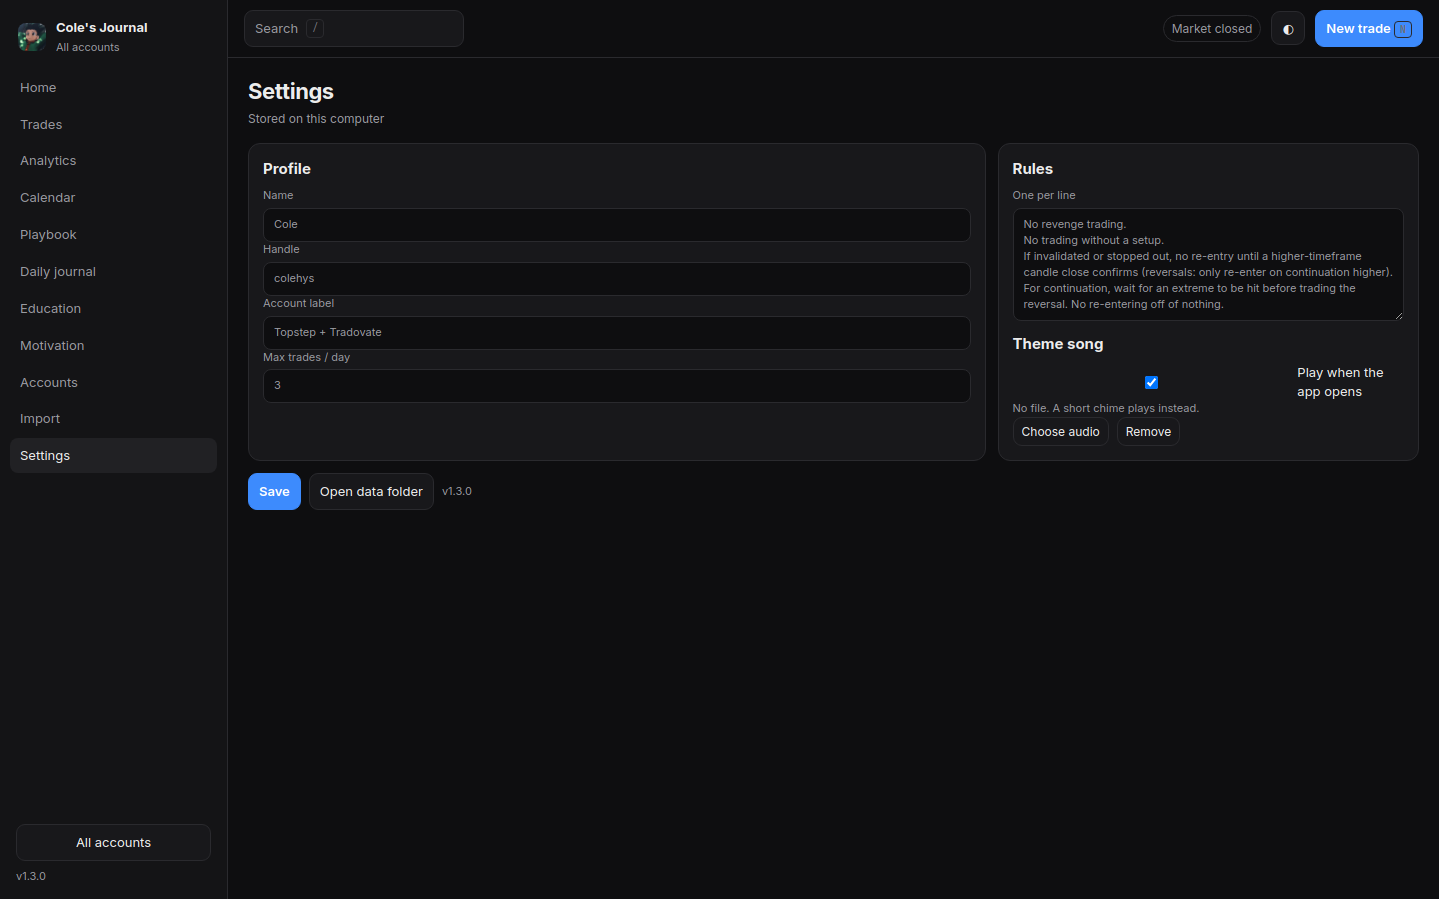 Cole's Journal
All accounts
Home
Trades
Analytics
Calendar
Playbook
Daily journal
Education
Motivation
Accounts
Import
Settings
All accounts
v1.3.0
Search /
Market closed
New trade
Settings
Stored on this computer
Profile
Name
Cole
Handle
colehys
Account label
Topstep + Tradovate
Max trades / day
3
Rules
One per line
No revenge trading.
No trading without a setup.
If invalidated or stopped out, no re-entry until a higher-timeframe
candle close confirms (reversals: only re-enter on continuation higher).
For continuation, wait for an extreme to be hit before trading the
reversal. No re-entering off of nothing.
Theme song
Play when the
app opens
No file. A short chime plays instead.
Choose audio
Remove
Save
Open data folder
v1.3.0